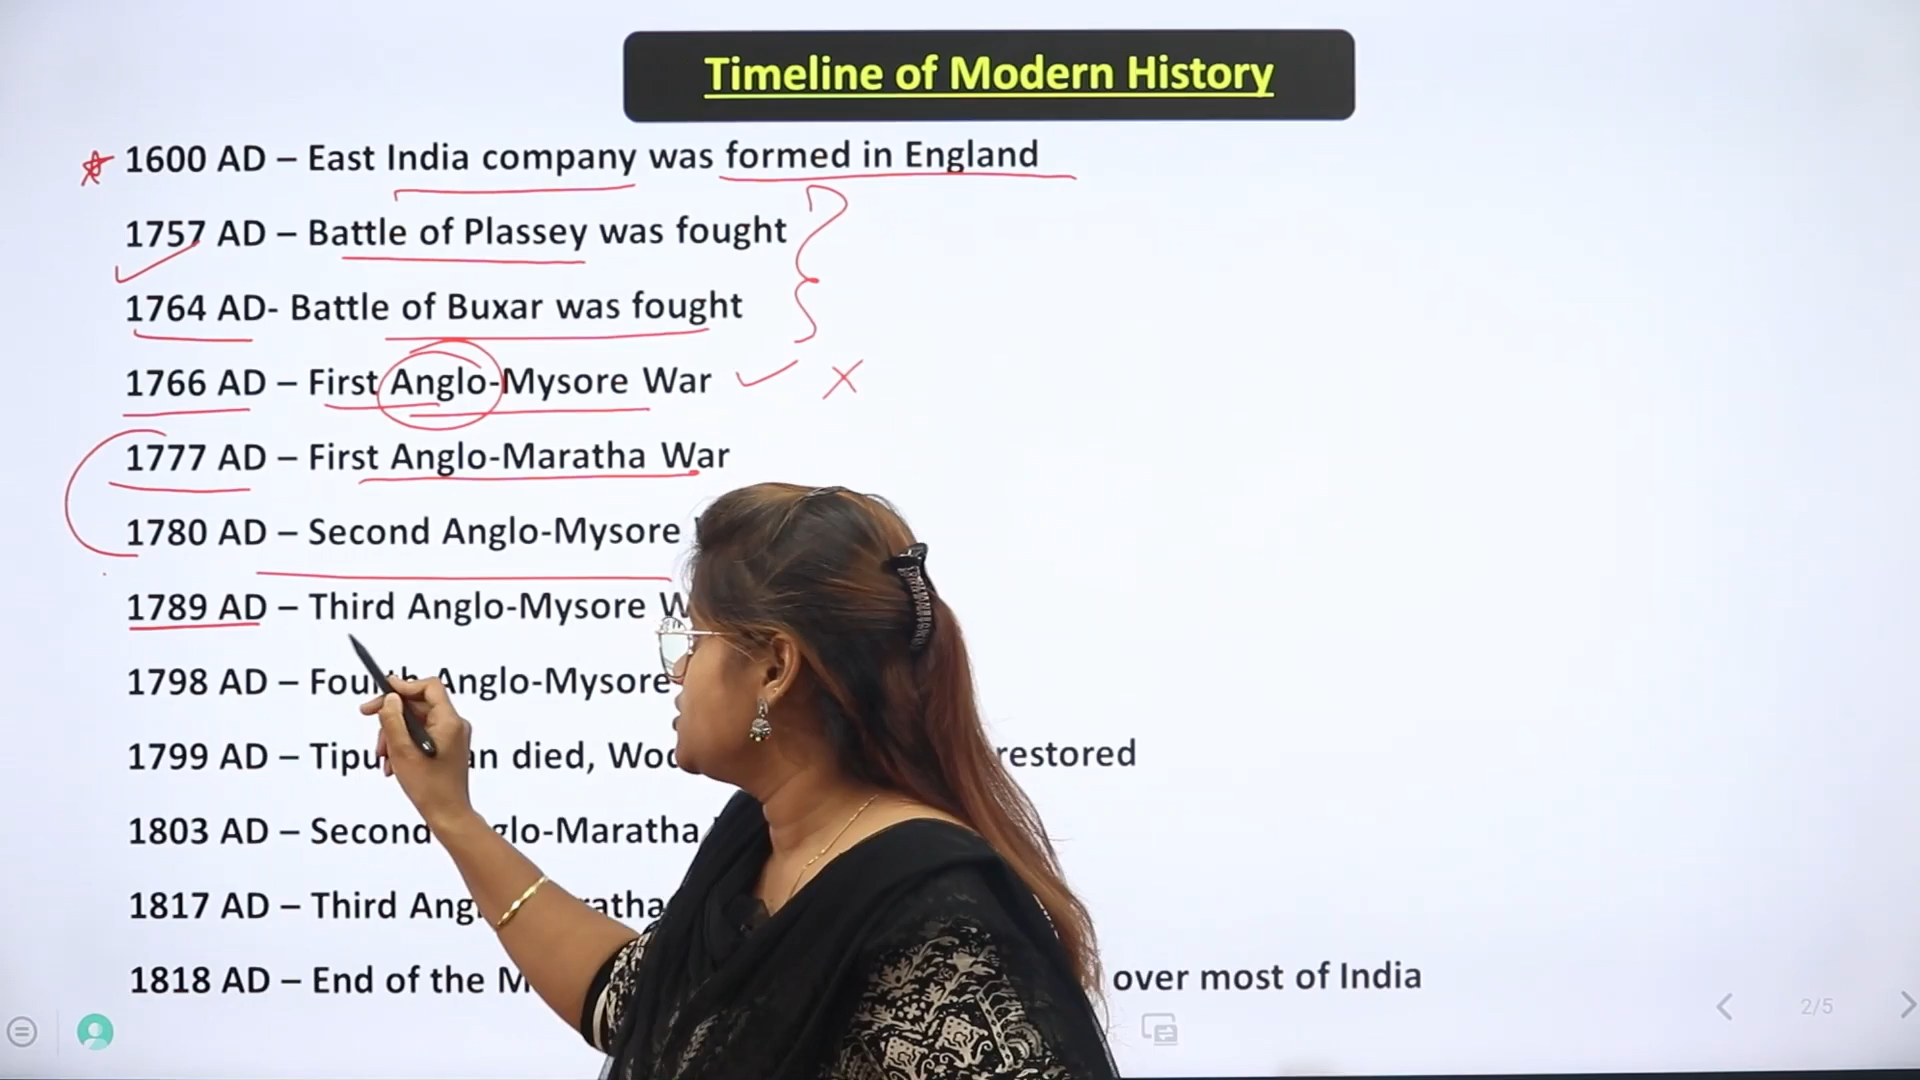 Timeline of Modern History
1600 AD – East India company was formed in England
1757 AD – Battle of Plassey was fought
1764 AD- Battle of Buxar was fought
1766 AD – First Anglo-Mysore War
1777 AD – First Anglo-Maratha War
1780 AD – Second Anglo-Mysore
1789 AD – Third Anglo-Mysore
1798 AD – Fourth Anglo-Mysore
1799 AD – died, restored
1803 AD – Second Anglo-Maratha
1817 AD – Third
1818 AD – End of the over most of India
2/5